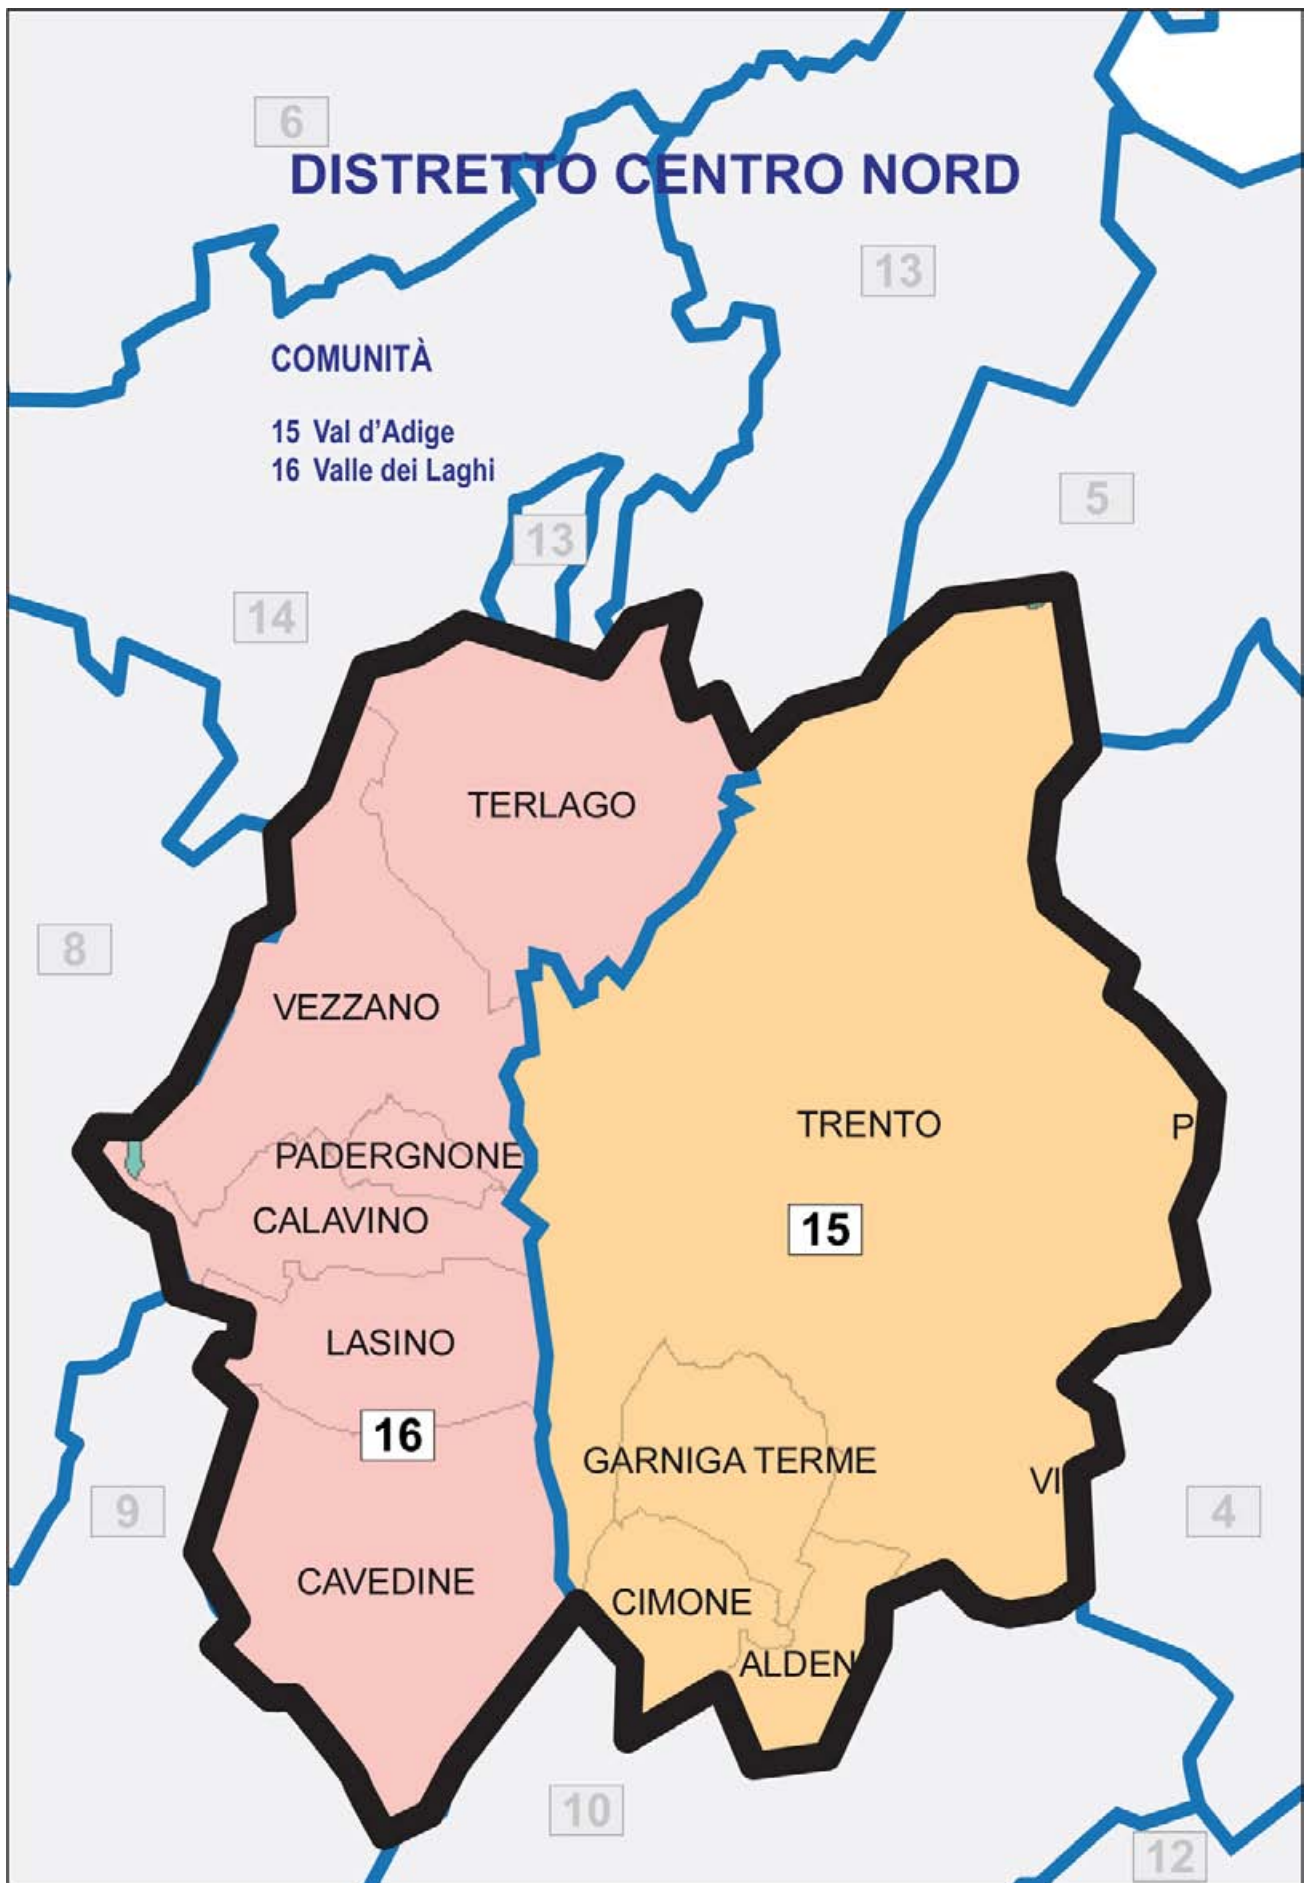 6
DISTRETTO CENTRO NORD
13
COMUNITÀ
15 Val d'Adige
16 Valle dei Laghi
5
13
14
TERLAGO
8
VEZZANO
TRENTO
P
PADERGNONE
CALAVINO
15
LASINO
16
GARNIGA TERME
VI
9
4
CAVEDINE
CIMONE
ALDEN
10
12